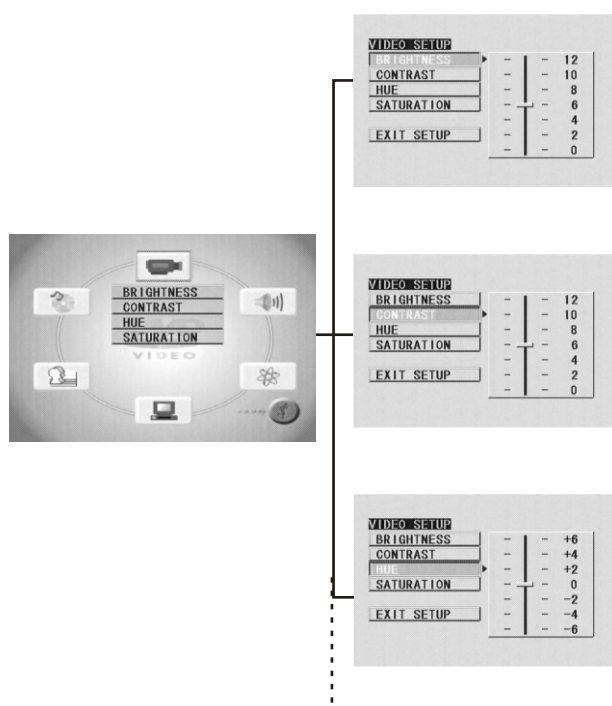 VIDEO SETUP
BRIGHTNESS - - 12
CONTRAST - - 10
HUE - - 8
SATURATION - - 6
- - 4
EXIT SETUP - - 2
- - 0
BRIGHTNESS
CONTRAST
HUE
SATURATION
VIDEO
VIDEO SETUP
BRIGHTNESS - - 12
CONTRAST - - 10
HUE - - 8
SATURATION - - 6
- - 4
EXIT SETUP - - 2
- - 0
VIDEO SETUP
BRIGHTNESS - - +6
CONTRAST - - +4
HUE - - +2
SATURATION - - 0
- - -2
EXIT SETUP - - -4
- - -6